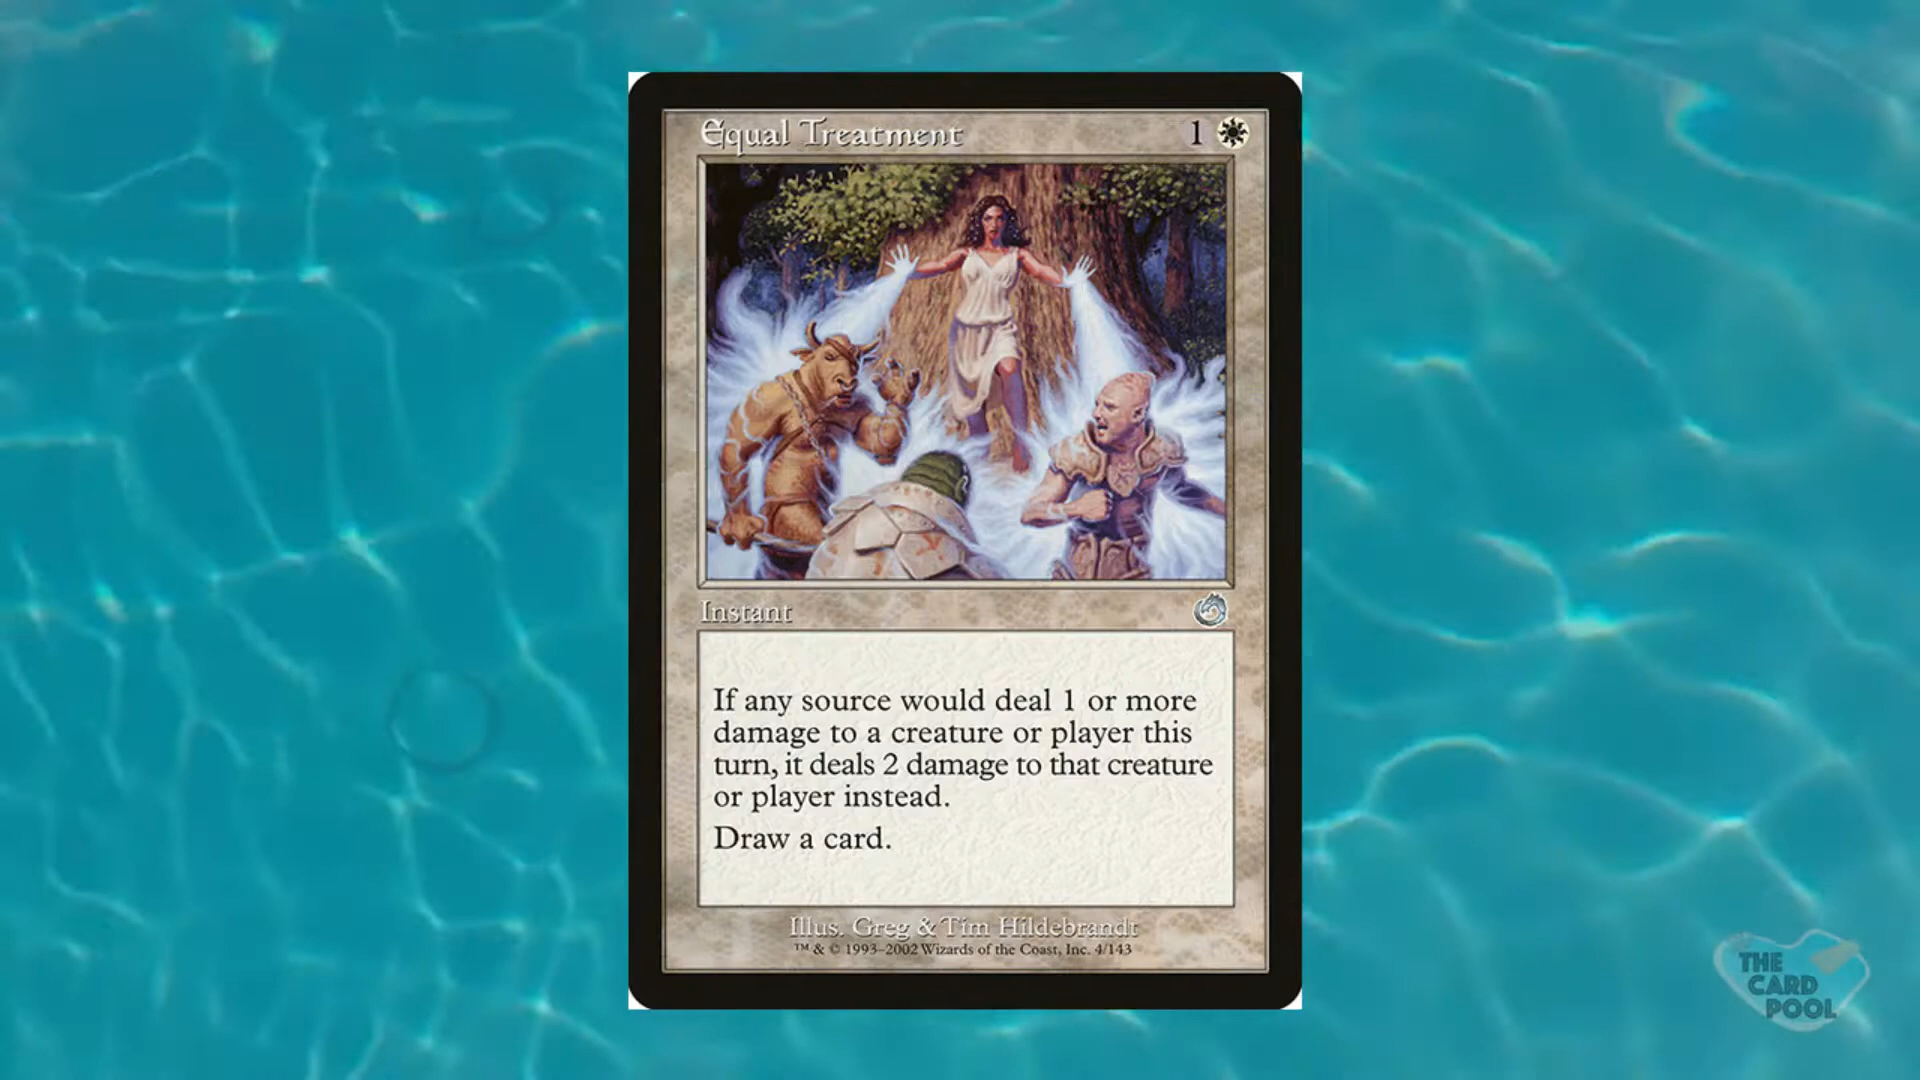 Equal Treatment 1
Instant
If any source would deal 1 or more
damage to a creature or player this
turn, it deals 2 damage to that creature
or player instead.
Draw a card.
Illus. Greg & Tim Hildebrandt
™ & © 1993–2002 Wizards of the Coast, Inc. 4/143
THE
CARD
POOL